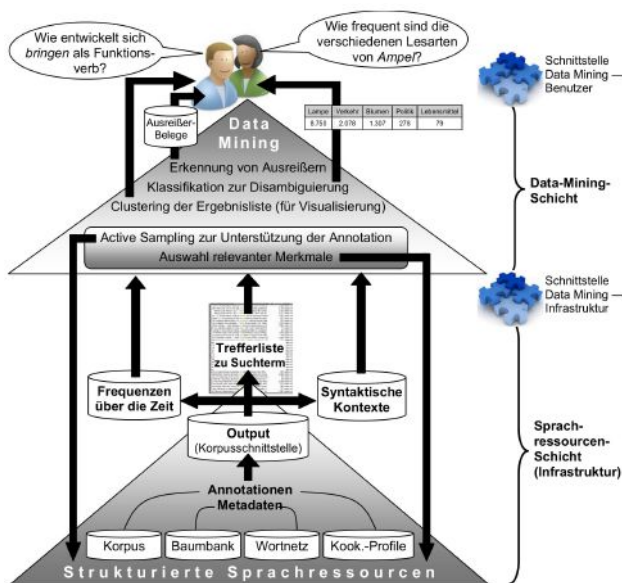 Wie entwickelt sich
bringen als Funktions-
verb?
Wie frequent sind die
verschiedenen Lesarten
von Ampel?
Schnittstelle
Data Mining —
Benutzer
Ausreißer-
Belege
Data
Mining
Lampe Verkehr Blumen Politik Lebensmittel
8.750 2.078 1.307 276 79
Erkennung von Ausreißern
Klassifikation zur Disambiguierung
Clustering der Ergebnisliste (für Visualisierung)
Data-Mining-
Schicht
Active Sampling zur Unterstützung der Annotation
Auswahl relevanter Merkmale
Schnittstelle
Data Mining —
Infrastruktur
Trefferliste
zu Suchterm
Frequenzen
über die Zeit
Syntaktische
Kontexte
Output
(Korpusschnittstelle)
Sprach-
ressourcen-
Schicht
(Infrastruktur)
Annotationen
Metadaten
Korpus
Baumbank
Wortnetz
Kook.-Profile
Strukturierte Sprachressourcen